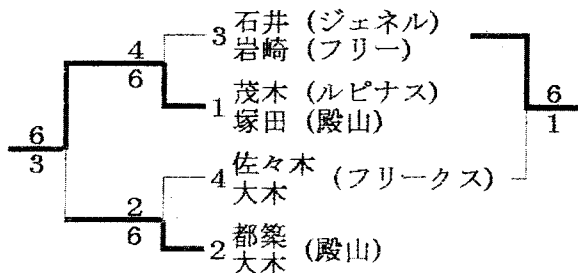 3 石井 (ジェネル)
岩崎 (フリー)
4
6
1 茂木 (ルピナス)
塚田 (殿山)
6
1
6
3
4 佐々木 (フリークス)
大木
2
6
2 都築 (殿山)
大木